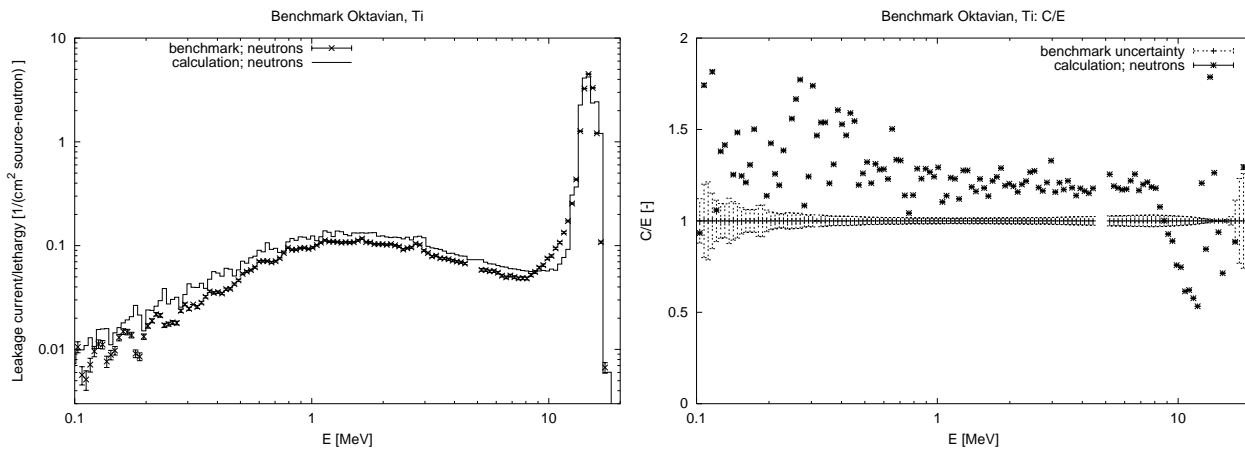 Benchmark Oktavian, Ti
benchmark; neutrons
calculation; neutrons
Leakage current/lethargy [1/(cm² source-neutron) ]
10
1
0.1
0.01
0.1
1
10
E [MeV]
Benchmark Oktavian, Ti: C/E
benchmark uncertainty
calculation; neutrons
C/E [-]
2
1.5
1
0.5
0
0.1
1
10
E [MeV]